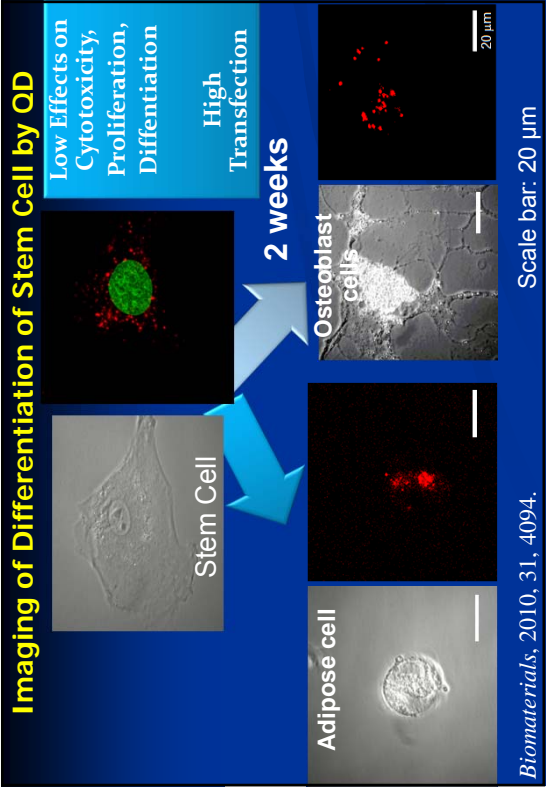 Imaging of Differentiation of Stem Cell by QD
Low Effects on
Cytotoxicity,
Proliferation,
Diffentiation
High
Transfection
Stem Cell
2 weeks
Adipose cell
Osteoblast
cells
20 μm
Biomaterials, 2010, 31, 4094.
Scale bar: 20 μm